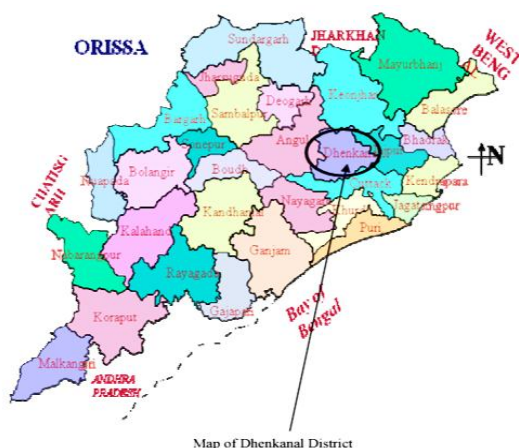 ORISSA
Sundargarh
JHARKHAN
D
WEST
BENG
Mayurbhanj
Jharsuguda
Keonjhar
Deogarh
Sambalpur
Balasore
Bargarh
Angul
Dhenkanal
Bhadrak
N
Sonepur
Bolangir
Boudh
Cuttack
Kendrapara
Nuapada
Nayagarh
Jagatsingpur
CHATISG
ARH
Kandhamal
Khurda
Puri
Kalahandi
Ganjam
Nabarangpur
Rayagada
Gajapati
Bay of
Bengal
Koraput
Malkangiri
ANDHRA
PRADESH
Map of Dhenkanal District